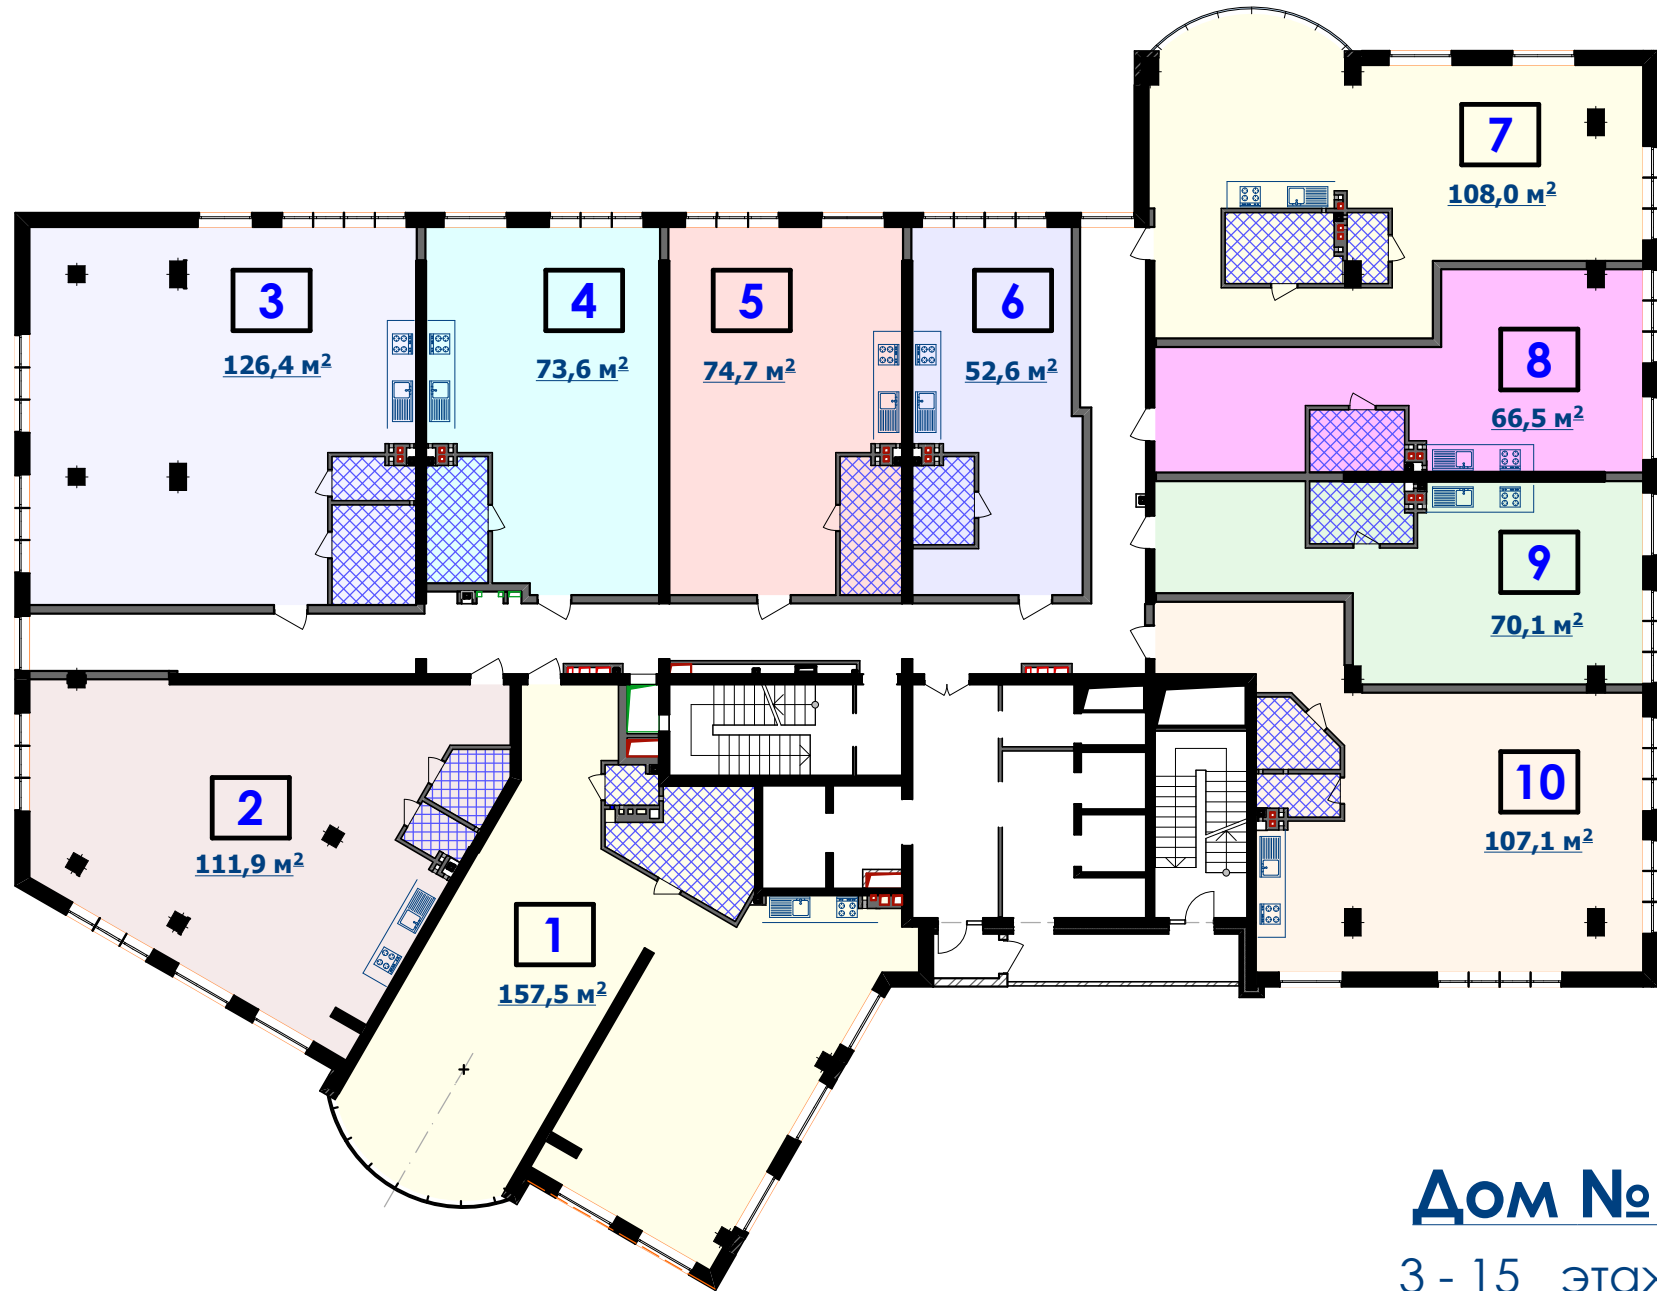 7
108,0 м²
3
126,4 м²
4
73,6 м²
5
74,7 м²
6
52,6 м²
8
66,5 м²
9
70,1 м²
2
111,9 м²
1
157,5 м²
10
107,1 м²
Дом №
3 - 15